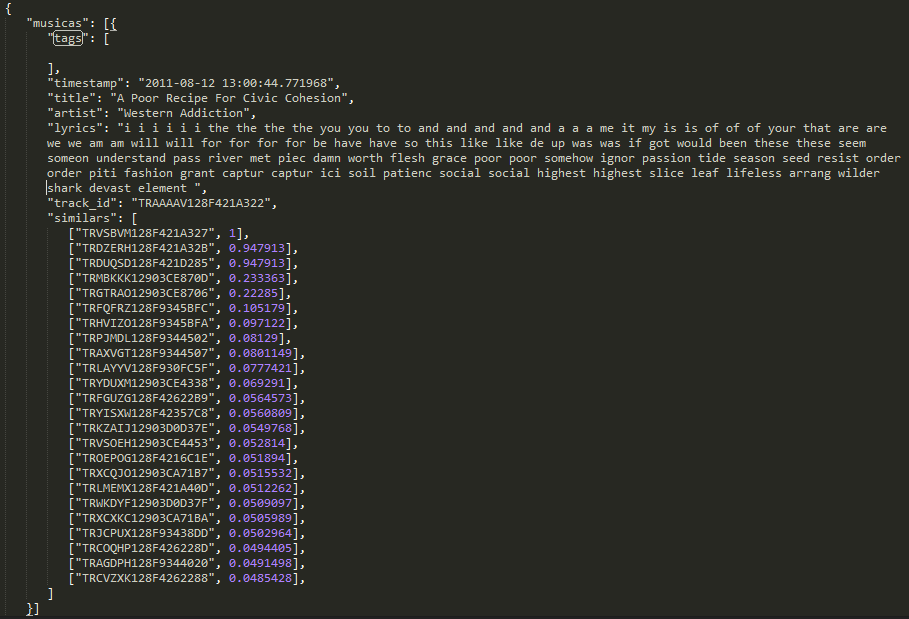 {
"musicas": [{
"tags": [
],
"timestamp": "2011-08-12 13:00:44.771968",
"title": "A Poor Recipe For Civic Cohesion",
"artist": "Western Addiction",
"lyrics": "i i i i i i the the the the you you to to and and and and and a a a me it my is is of of of your that are are
we we am am will will for for for for be have have so this like like de up was was if got would been these these seem
someon understand pass river met piec damn worth flesh grace poor poor somehow ignor passion tide season seed resist order
order piti fashion grant captur captur ici soil patienc social social highest highest slice leaf lifeless arrang wilder
shark devast element ",
"track_id": "TRAAAAV128F421A322",
"similars": [
["TRVSBVM128F421A327", 1],
["TRDZERH128F421A32B", 0.947913],
["TRDUQSD128F421D285", 0.947913],
["TRMBKKK12903CE870D", 0.233363],
["TRGTRAO12903CE8706", 0.22285],
["TRFQFRZ128F9345BFC", 0.105179],
["TRHVIZO128F9345BFA", 0.097122],
["TRPJMDL128F9344502", 0.08129],
["TRAXVGT128F9344507", 0.0801149],
["TRLAYYV128F930FC5F", 0.0777421],
["TRYDUXM12903CE4338", 0.069291],
["TRFGUZG128F42622B9", 0.0564573],
["TRYISXW128F42357C8", 0.0560809],
["TRKZAIJ12903D0D37E", 0.0549768],
["TRVSOEH12903CE4453", 0.052814],
["TROEPOG128F4216C1E", 0.051894],
["TRXCQJO12903CA71B7", 0.0515532],
["TRLMEMX128F421A40D", 0.0512262],
["TRWKDYF12903D0D37F", 0.0509097],
["TRXCXKC12903CA71BA", 0.0505989],
["TRJCPUX128F93438DD", 0.0502964],
["TRCOQHP128F426228D", 0.0494405],
["TRAGDPH128F9344020", 0.0491498],
["TRCVZXK128F4262288", 0.0485428],
]
}]